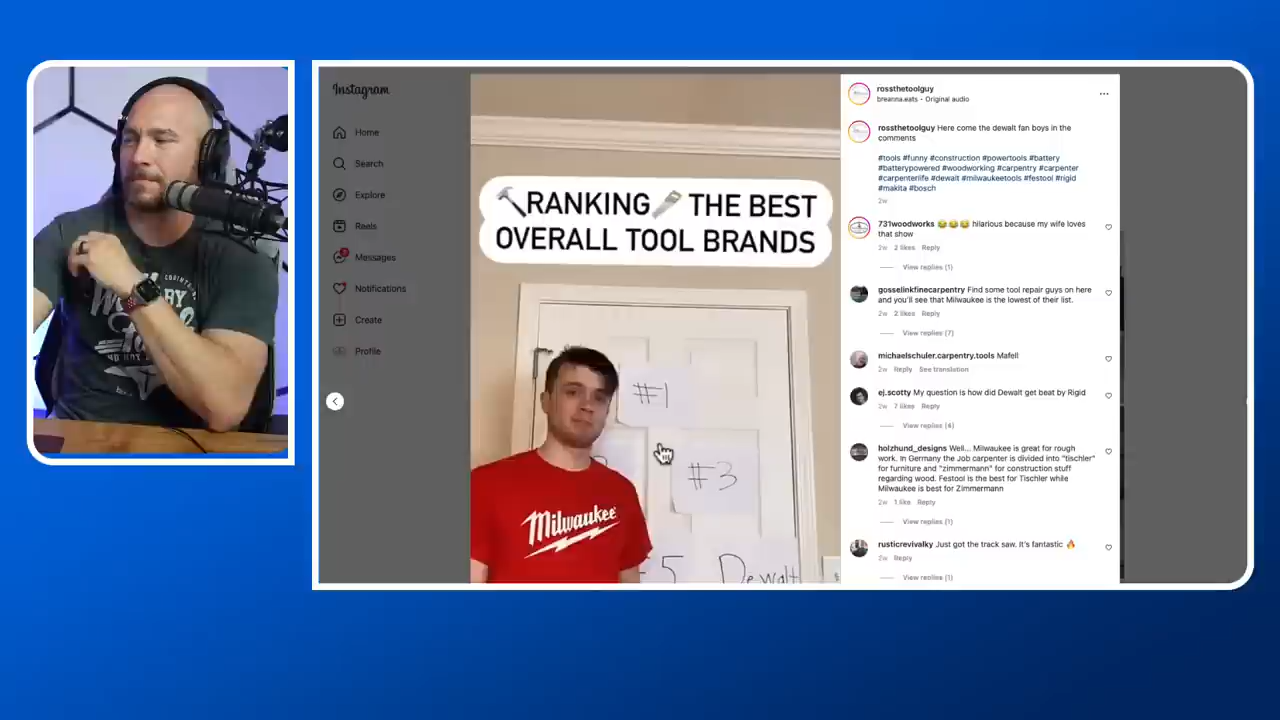 Instagram
Home
Search
Explore
Reels
Messages
Notifications
Create
Profile
RANKING THE BEST
OVERALL TOOL BRANDS
#1
#3
5 Dewalt
Milwaukee
rossthetoolguy
breanna.eats • Original audio
rossthetoolguy Here come the dewalt fan boys in the
comments
#tools #funny #construction #powertools #battery
#batterypowered #woodworking #carpentry #carpenter
#carpenterlife #dewalt #milwaukeetools #festool #rigid
#makita #bosch
2w
731woodworks 😂😂😂 hilarious because my wife loves
that show
2w 2 likes Reply
View replies (1)
gosselinkfinecarpentry Find some tool repair guys on here
and you'll see that Milwaukee is the lowest of their list.
2w 2 likes Reply
View replies (7)
michaelschuler.carpentry.tools Mafell
2w Reply See translation
ej.scotty My question is how did Dewalt get beat by Rigid
2w 7 likes Reply
View replies (4)
holzhund_designs Well... Milwaukee is great for rough
work. In Germany the Job carpenter is divided into "tischler"
for furniture and "zimmermann" for construction stuff
regarding wood. Festool is the best for Tischler while
Milwaukee is best for Zimmermann
2w 1 like Reply
View replies (1)
rusticrevivalky Just got the track saw. It's fantastic 🔥
2w Reply
View replies (1)